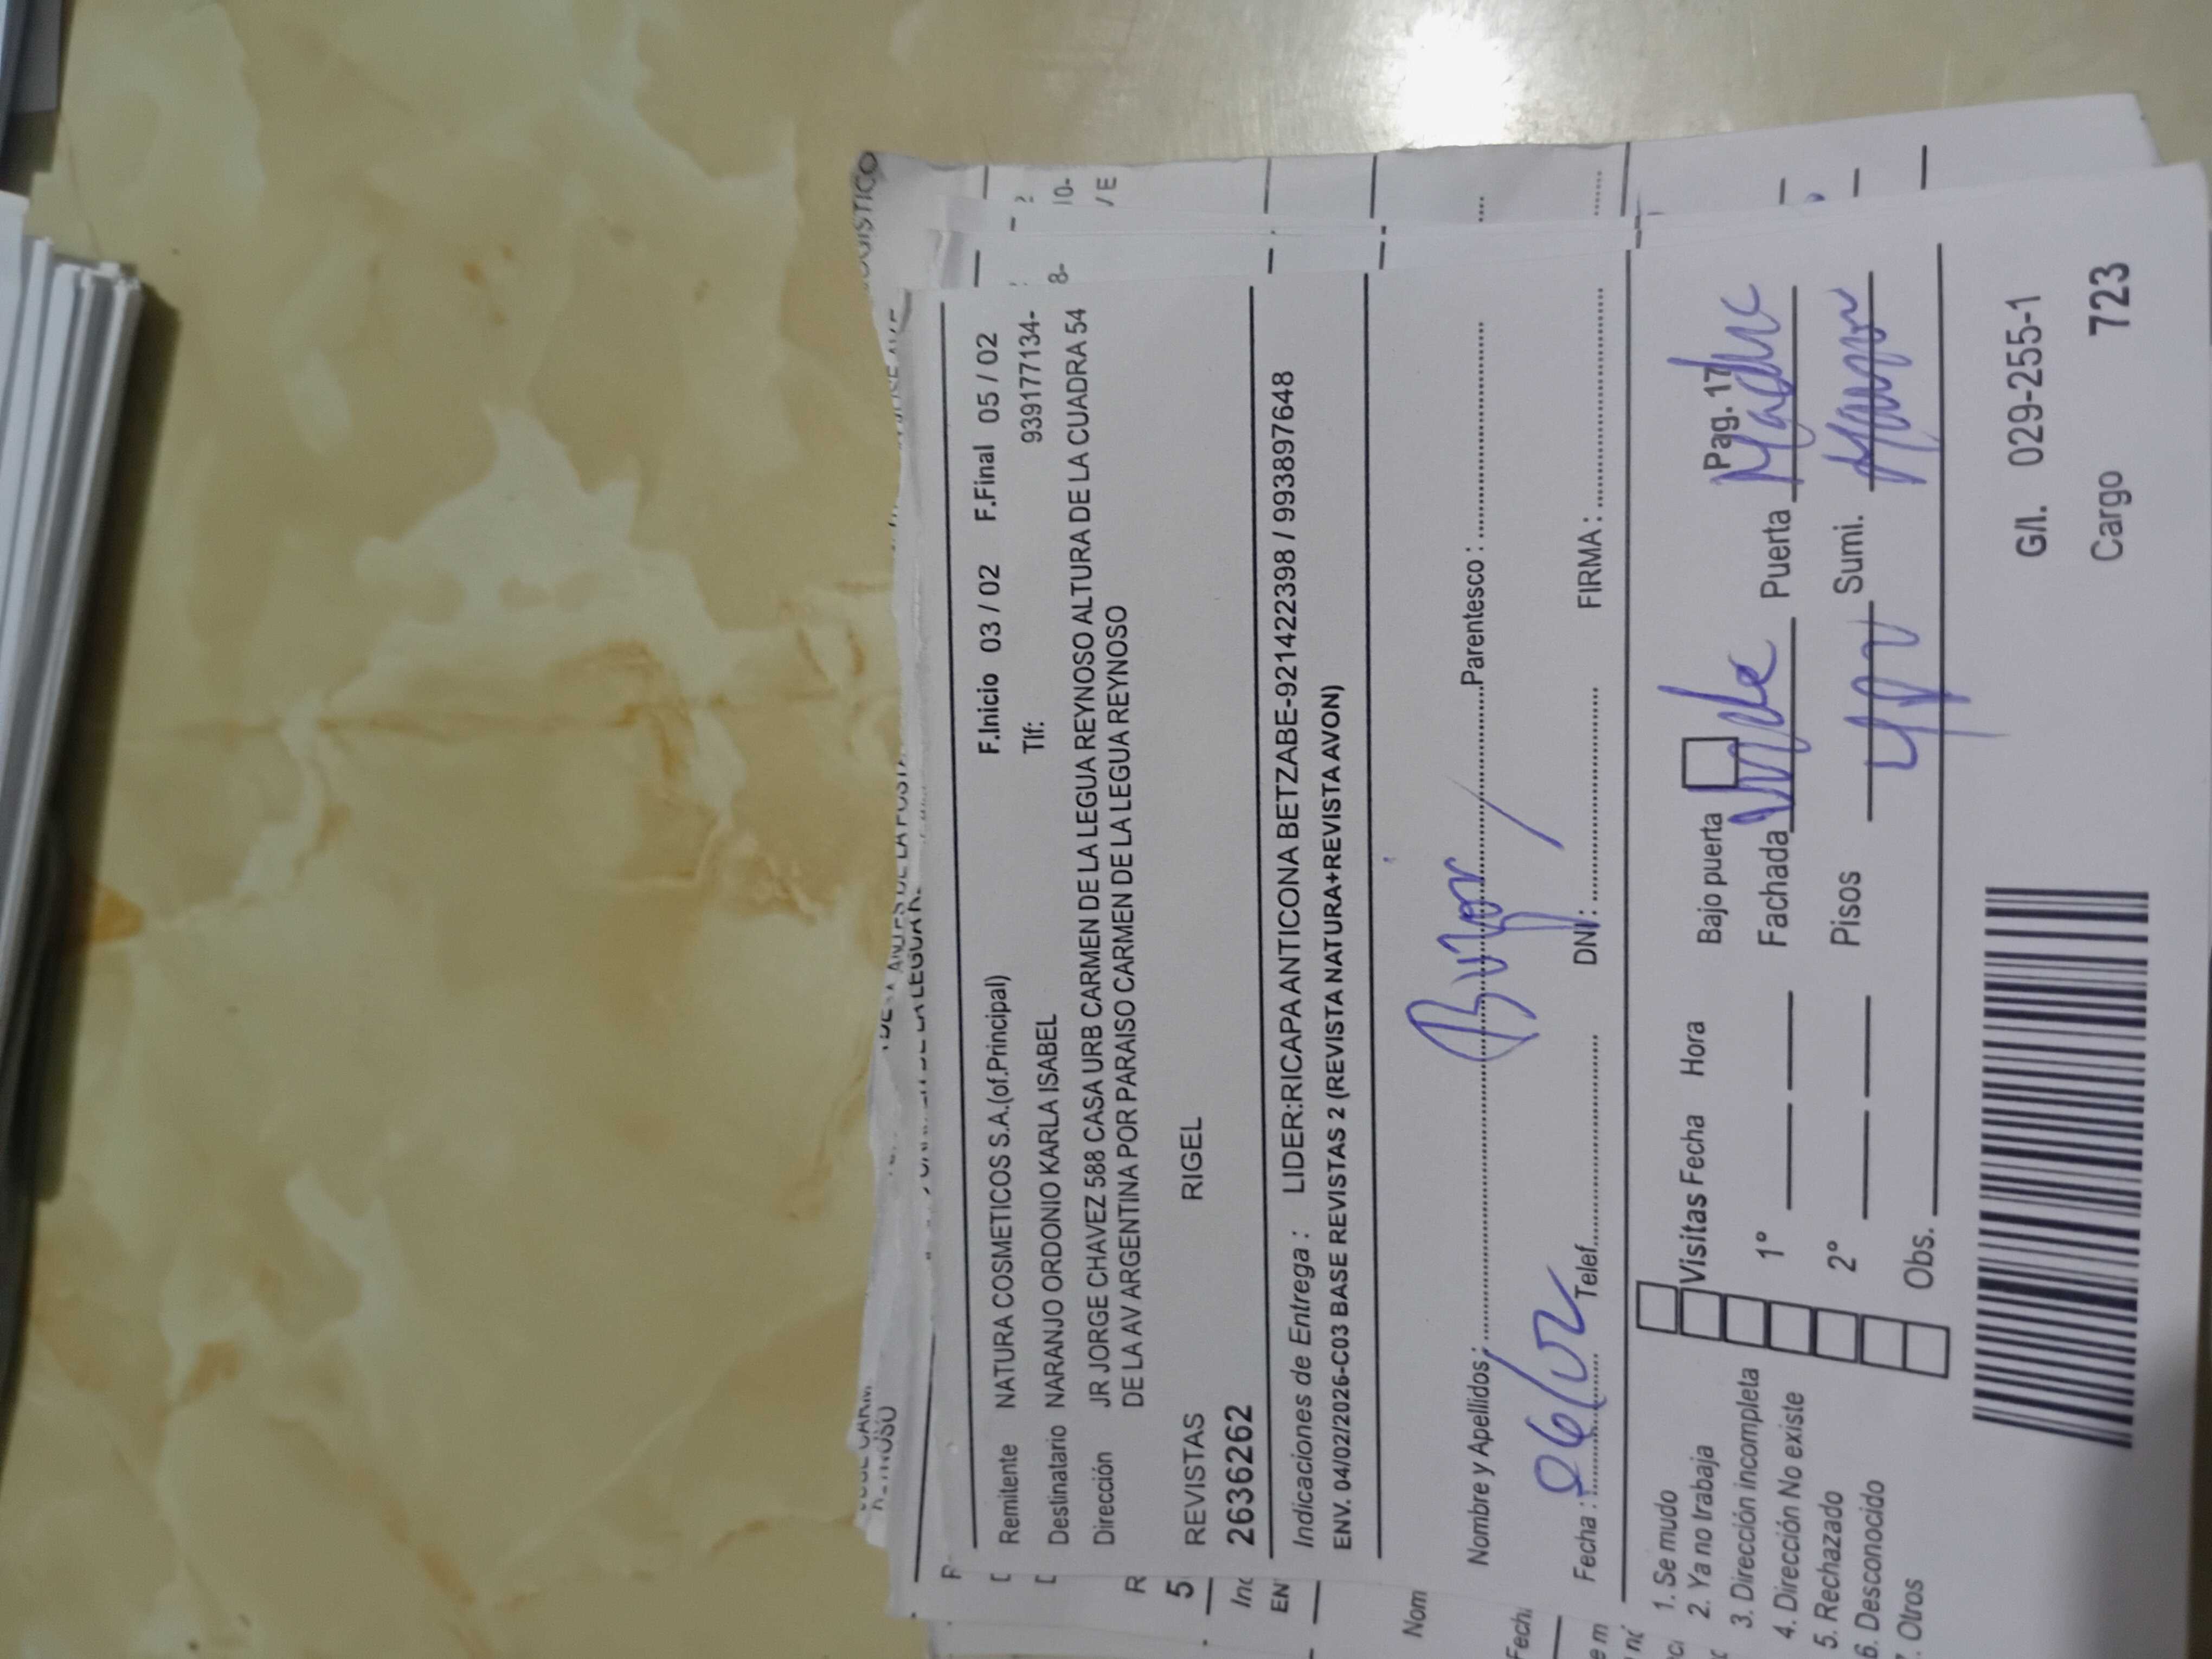 F.Inicio 03 / 02 F.Final 05 / 02
Remitente NATURA COSMETICOS S.A.(of.Principal) Tlf: 939177134-
Destinatario NARANJO ORDONIO KARLA ISABEL
Dirección JR JORGE CHAVEZ 588 CASA URB CARMEN DE LA LEGUA REYNOSO ALTURA DE LA CUADRA 54
DE LA AV ARGENTINA POR PARAISO CARMEN DE LA LEGUA REYNOSO
REVISTAS RIGEL
2636262
Indicaciones de Entrega : LIDER:RICAPA ANTICONA BETZABE-921422398 / 993897648
ENV. 04/02/2026-C03 BASE REVISTAS 2 (REVISTA NATURA+REVISTA AVON)
Nombre y Apellidos : Parentesco :
Fecha : 06/02 Telef. DNI: FIRMA :
1. Se mudo
2. Ya no trabaja
3. Dirección incompleta
4. Dirección No existe
5. Rechazado
6. Desconocido
7. Otros
Visitas Fecha Hora Bajo puerta Pag. 17
1º Fachada Verde Puerta Madera
2º Pisos Sumi.
Obs.
G/I. 029-255-1
Cargo 723